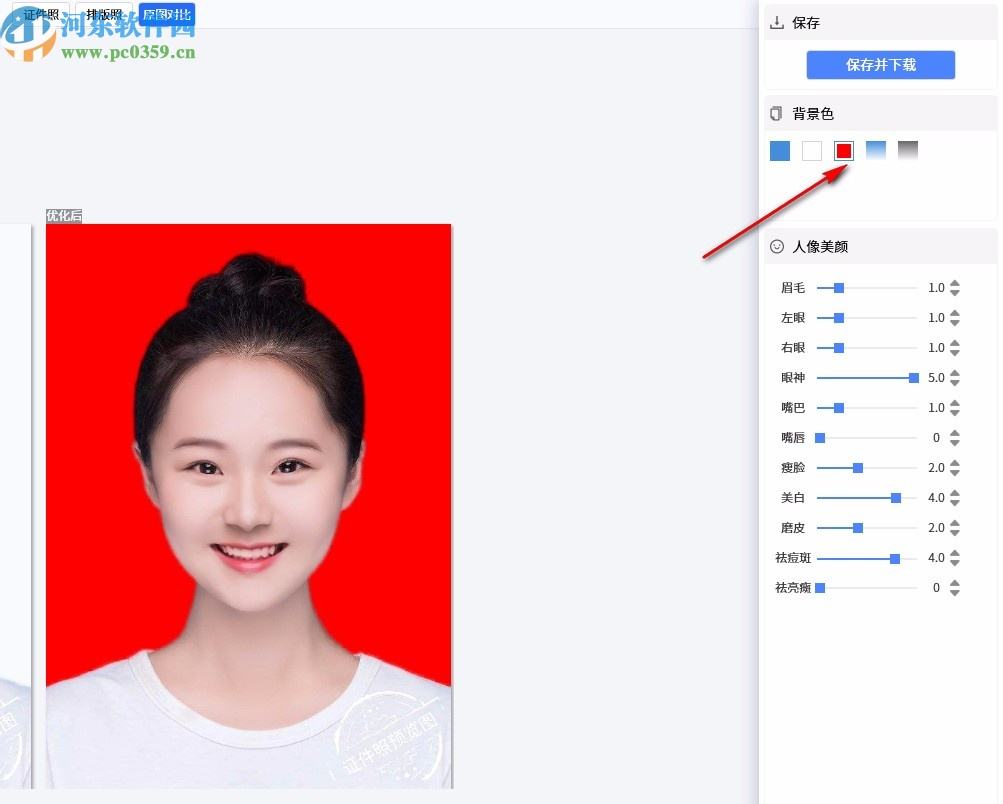 证件照
排版照
原图对比
河东软件园
www.pc0359.cn
优化后
图
证件照预览图
保存
保存并下载
背景色
人像美颜
眉毛 1.0
左眼 1.0
右眼 1.0
眼神 5.0
嘴巴 1.0
嘴唇 0
瘦脸 2.0
美白 4.0
磨皮 2.0
祛痘斑 4.0
祛亮斑 0